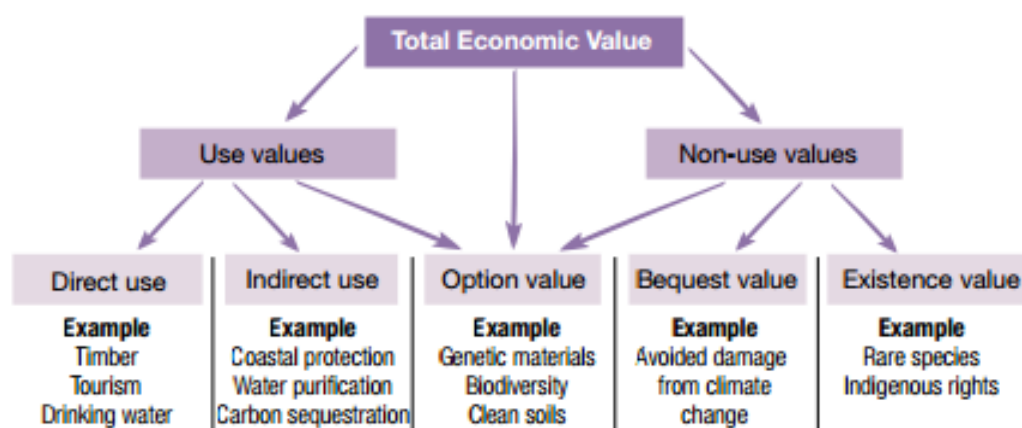 Total Economic Value
Use values
Non-use values
Direct use
Example
Timber
Tourism
Drinking water
Indirect use
Example
Coastal protection
Water purification
Carbon sequestration
Option value
Example
Genetic materials
Biodiversity
Clean soils
Bequest value
Example
Avoided damage
from climate
change
Existence value
Example
Rare species
Indigenous rights